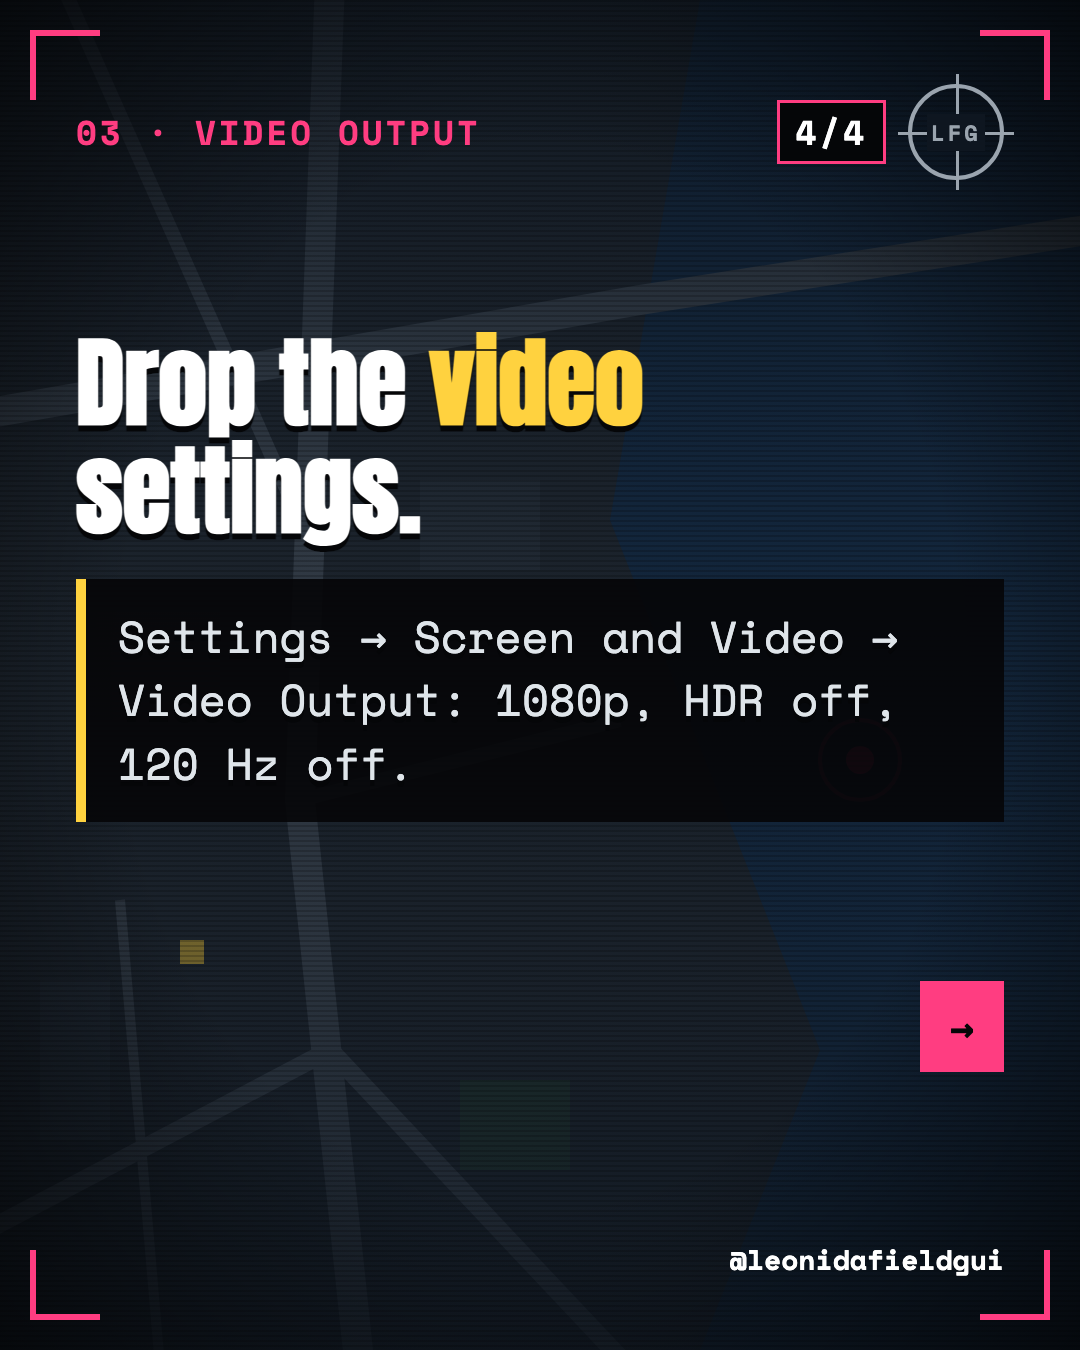 03 · VIDEO OUTPUT
4/4
LFG
Drop the video
settings.
Settings → Screen and Video →
Video Output: 1080p, HDR off,
120 Hz off.
→
@leonidafieldgui